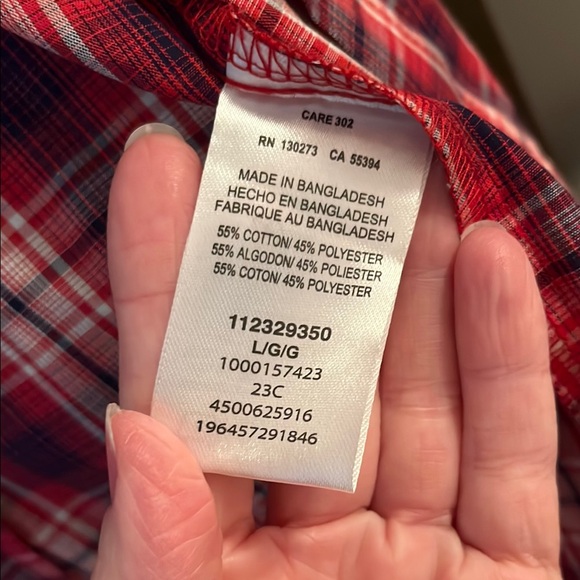 CARE 302
RN 130273 CA 55394
MADE IN BANGLADESH
HECHO EN BANGLADESH
FABRIQUE AU BANGLADESH
55% COTTON/ 45% POLYESTER
55% ALGODON/ 45% POLIESTER
55% COTON/ 45% POLYESTER
112329350
L/G/G
1000157423
23C
4500625916
196457291846